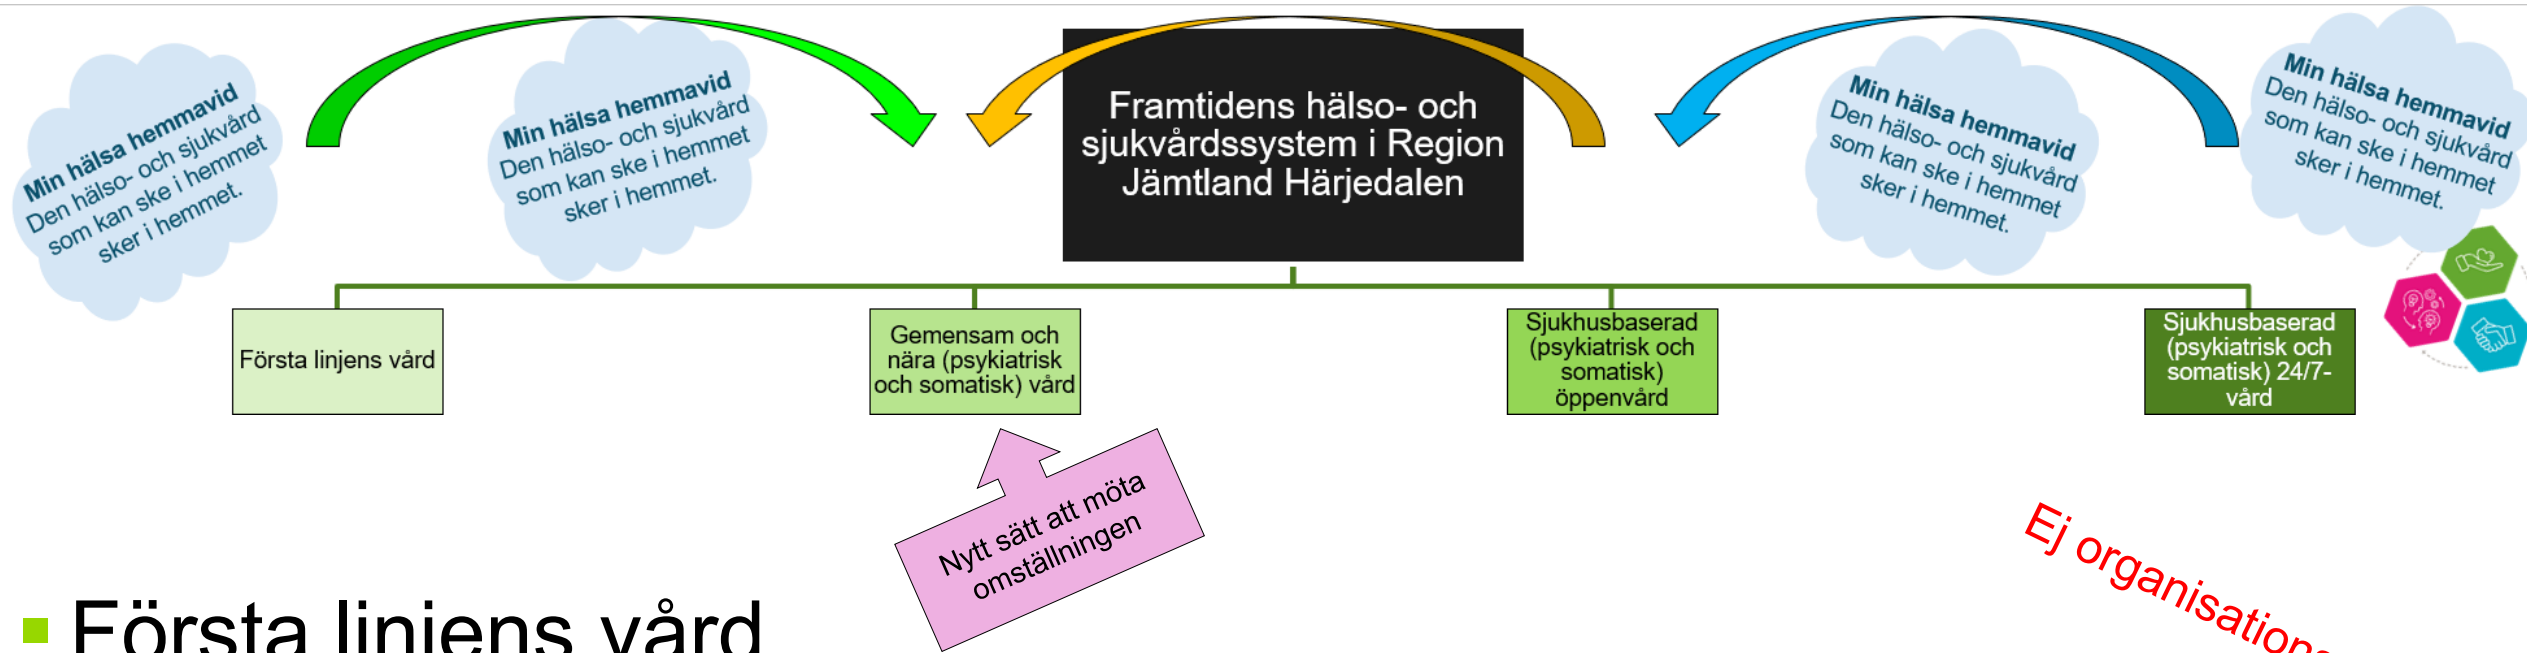 Min hälsa hemmavid
Den hälso- och sjukvård
som kan ske i hemmet
sker i hemmet.
Min hälsa hemmavid
Den hälso- och sjukvård
som kan ske i hemmet
sker i hemmet.
Framtidens hälso- och
sjukvårdssystem i Region
Jämtland Härjedalen
Min hälsa hemmavid
Den hälso- och sjukvård
som kan ske i hemmet
sker i hemmet.
Min hälsa hemmavid
Den hälso- och sjukvård
som kan ske i hemmet
sker i hemmet.
Första linjens vård
Gemensam och
nära (psykiatrisk
och somatisk) vård
Sjukhusbaserad
(psykiatrisk och
somatisk)
öppenvård
Sjukhusbaserad
(psykiatrisk och
somatisk) 24/7-
vård
Nytt sätt att möta
omställningen
Ej
Första linjens vård